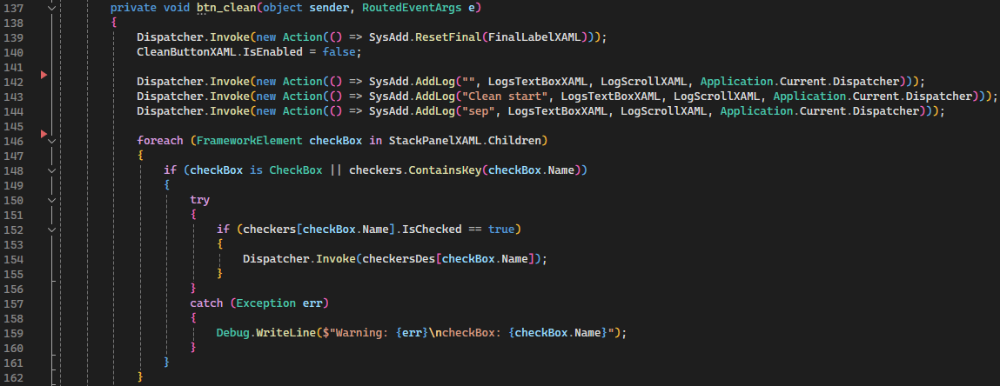 137 private void btn_clean(object sender, RoutedEventArgs e)
138 {
139 Dispatcher.Invoke(new Action(() => SysAdd.ResetFinal(FinalLabelXAML)));
140 CleanButtonXAML.IsEnabled = false;
141
142 Dispatcher.Invoke(new Action(() => SysAdd.AddLog("", LogsTextBoxXAML, LogScrollXAML, Application.Current.Dispatcher)));
143 Dispatcher.Invoke(new Action(() => SysAdd.AddLog("Clean start", LogsTextBoxXAML, LogScrollXAML, Application.Current.Dispatcher)));
144 Dispatcher.Invoke(new Action(() => SysAdd.AddLog("sep", LogsTextBoxXAML, LogScrollXAML, Application.Current.Dispatcher)));
145
146 foreach (FrameworkElement checkBox in StackPanelXAML.Children)
147 {
148 if (checkBox is CheckBox || checkers.ContainsKey(checkBox.Name))
149 {
150 try
151 {
152 if (checkers[checkBox.Name].IsChecked == true)
153 {
154 Dispatcher.Invoke(checkersDes[checkBox.Name]);
155 }
156 }
157 catch (Exception err)
158 {
159 Debug.WriteLine($"Warning: {err}\ncheckBox: {checkBox.Name}");
160 }
161 }
162 }